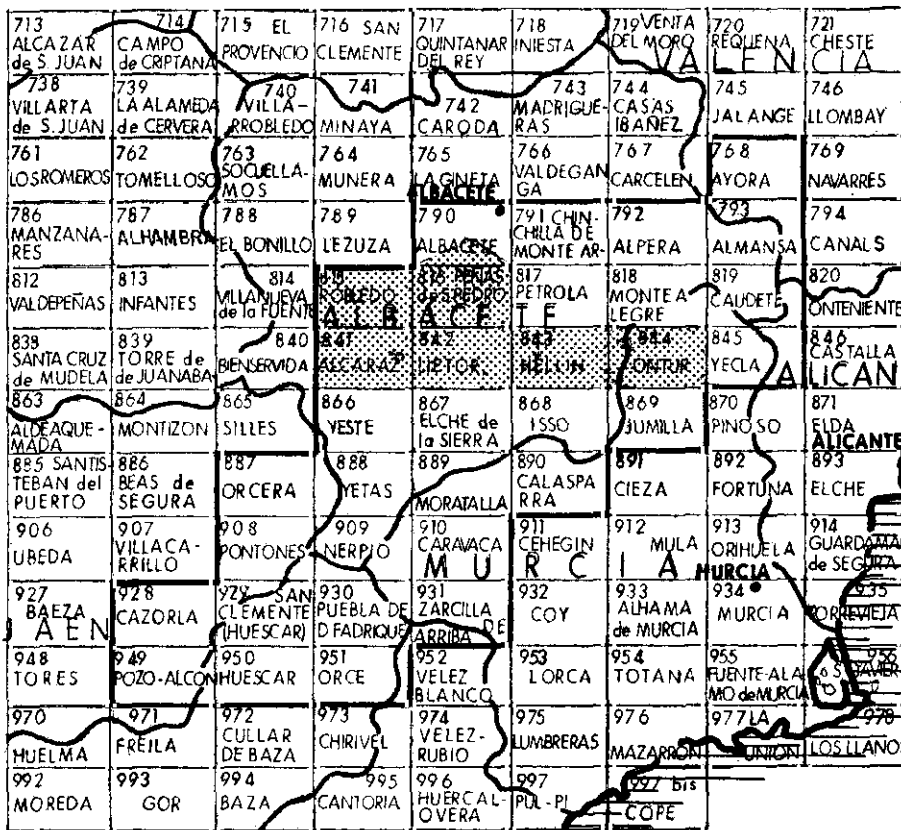 713
ALCAZAR
de S. JUAN
714
CAMPO
de CRIPTANA
715 EL
PROVENCIO
716 SAN
CLEMENTE
717
QUINTANAR
DEL REY
718
INIESTA
719 VENTA
DEL MORO
720
REQUENA
721
CHESTE
VALENCIA
738
VILLARTA
de S. JUAN
739
LA ALAMEDA
de CERVERA
740
VILLA-
RROBLEDO
741
MINAYA
742
CARODA
743
MADRIGUE-
RAS
744
CASAS
IBAÑEZ
745
JALANGE
746
LLOMBAY
761
LOS ROMEROS
762
TOMELLOSO
763
SOCUELLA-
MOS
764
MUNERA
765
LA GNETA
ALBACETE
766
VALDEGAN
GA
767
CARCELEN
768
AYORA
769
NAVARRES
786
MANZANA-
RES
787
ALHAMBRA
788
EL BONILLO
789
LEZUZA
790
ALBACETE
791 CHIN-
CHILLA DE
MONTE AR-
792
ALPERA
793
ALMANSA
794
CANALS
812
VALDEPEÑAS
813
INFANTES
814
VILLANUEVA
de la FUENTE
ROBLEDO
de S PEDRO
817
PETROLA
818
MONTE A
LEGRE
819
CAUDETE
820
ONTENIENTE
ALBACETE
839
SANTA CRUZ
de MUDELA
839
TORRE de
de JUANABA
840
BIENSERVIDA
841
ALCARAZ
842
LIETOR
843
HELLIN
844
ONTUR
845
YECLA
846
CASTALLA
ALICAN
863
ALDEAQUE-
MADA
864
MONTIZON
865
SILLES
866
YESTE
867
ELCHE de
la SIERRA
868
ISSO
869
JUMILLA
870
PINOSO
871
ELDA
ALICANTE
885 SANTIS
TEBAN del
PUERTO
886
BEAS de
SEGURA
887
ORCERA
888
YETAS
889
MORATALLA
890
CALASPA
RRA
891
CIEZA
892
FORTUNA
893
ELCHE
906
UBEDA
907
VILLACA-
RRILLO
908
PONTONES
909
NERPIO
910
CARAVACA
911
CEHEGIN
912
MULA
913
ORIHUELA
914
GUARDAMAR
de SEGURA
MURCIA
MURCIA
927
BAEZA
JAEN
928
CAZORLA
929 SAN
CLEMENTE
(HUESCAR)
930
PUEBLA DE
D FADRIQUE
931
ZARCILLA
DE
ARRIBA
932
COY
933
ALHAMA
de MURCIA
934
MURCIA
935
TORREVIEJA
948
TORES
949
POZO-ALCON
950
HUESCAR
951
ORCE
952
VELEZ
BLANCO
953
LORCA
954
TOTANA
955
FUENTE-ALA
MO de MURCIA
956
970
HUELMA
971
FREILA
972
CULLAR
DE BAZA
973
CHIRIVEL
974
VELEZ-
RUBIO
975
LUMBRERAS
976
MAZARRON
977 LA
UNION
978
LOS LLANOS
992
MOREDA
993
GOR
994
BAZA
995
CANTORIA
996
HUERCAL-
OVERA
997
PUL-PI
997 bis
COPE